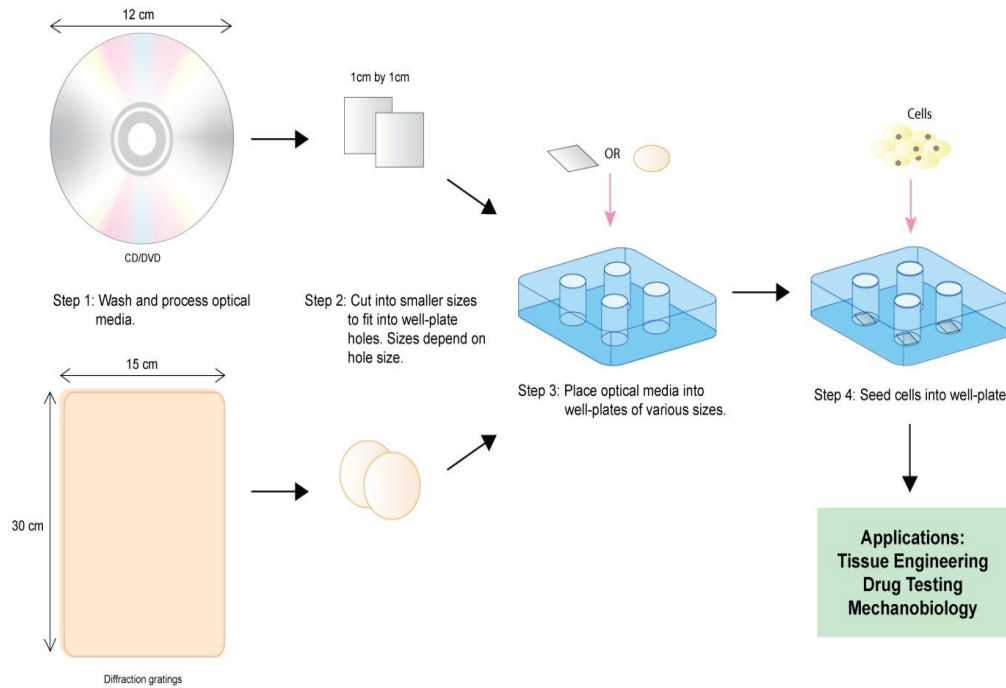 12 cm
CD/DVD
Step 1: Wash and process optical
media.
1cm by 1cm
Step 2: Cut into smaller sizes
to fit into well-plate
holes. Sizes depend on
hole size.
15 cm
30 cm
Diffraction gratings
OR
Step 3: Place optical media into
well-plates of various sizes.
Cells
Step 4: Seed cells into well-plate
Applications:
Tissue Engineering
Drug Testing
Mechanobiology